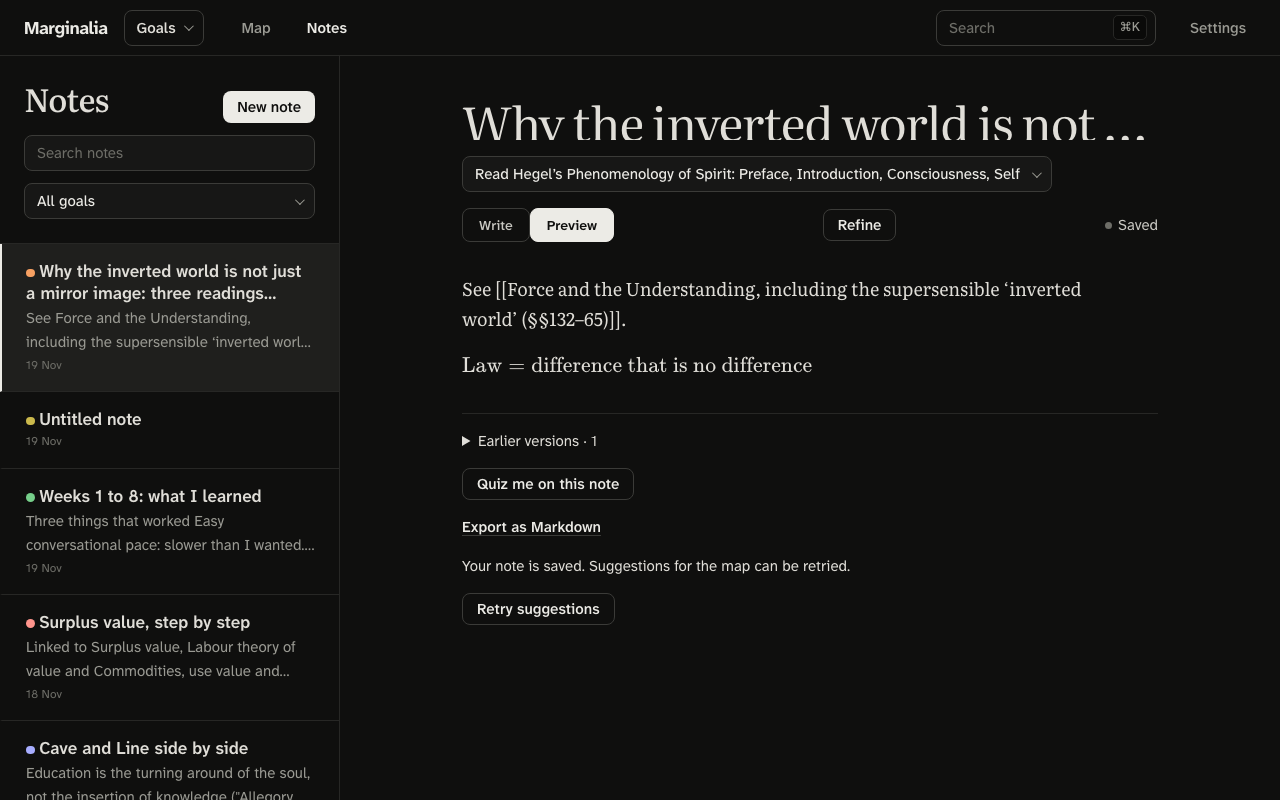 Marginalia
Goals
Map
Notes
Search
⌘K
Settings
Notes
New note
Search notes
All goals
Why the inverted world is not just
a mirror image: three readings…
See Force and the Understanding,
including the supersensible ‘inverted worl…
19 Nov
Untitled note
19 Nov
Weeks 1 to 8: what I learned
Three things that worked Easy
conversational pace: slower than I wanted.…
19 Nov
Surplus value, step by step
Linked to Surplus value, Labour theory of
value and Commodities, use value and…
18 Nov
Cave and Line side by side
Education is the turning around of the soul,
not the insertion of knowledge ("Allegory
Why the inverted world is not …
Read Hegel’s Phenomenology of Spirit: Preface, Introduction, Consciousness, Self
Write
Preview
Refine
Saved
See [[Force and the Understanding, including the supersensible ‘inverted
world’ (§§132–65)]].
Law = difference that is no difference
Earlier versions · 1
Quiz me on this note
Export as Markdown
Your note is saved. Suggestions for the map can be retried.
Retry suggestions